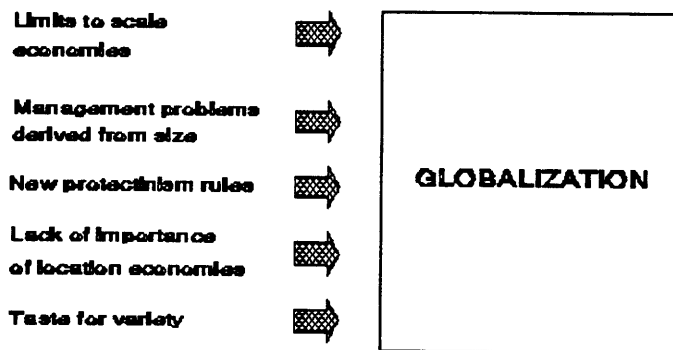 Limits to scale
economies
Management problems
derived from size
New protectinism rules
GLOBALIZATION
Lack of importance
of location economies
Taste for variety